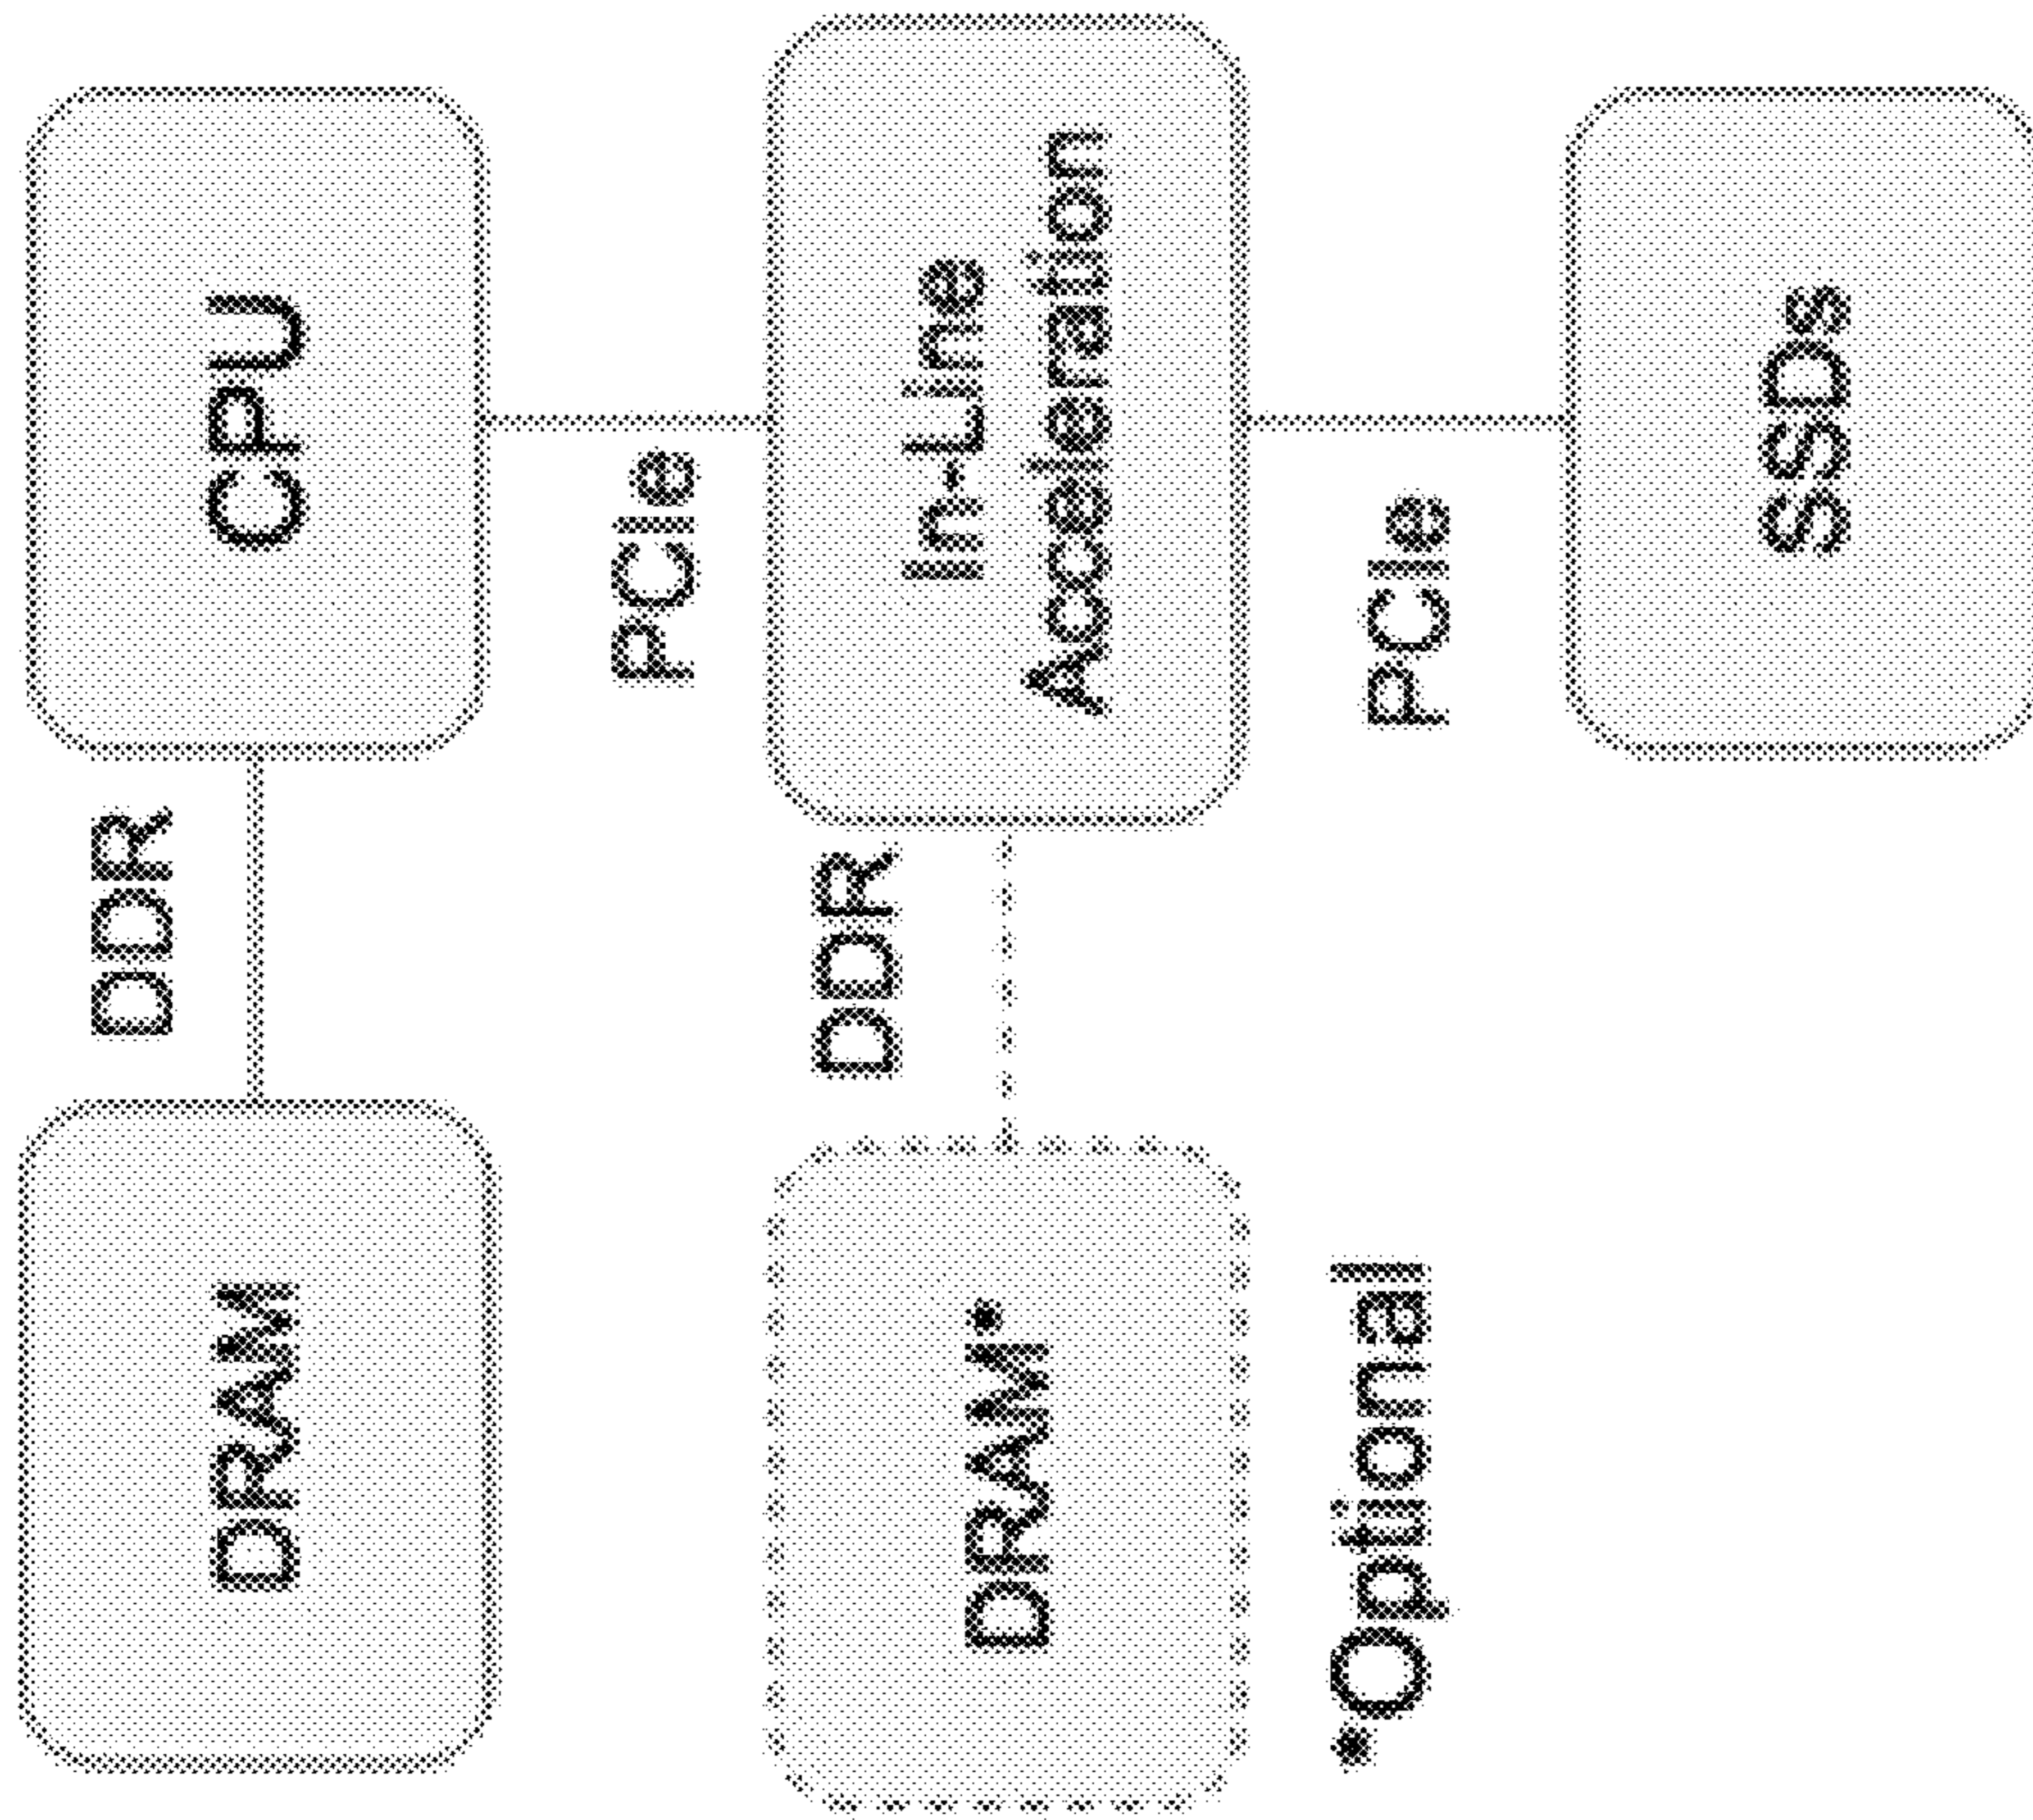 DDR
DRAM
CPU
PCIe
DDR
DRAM*
In-Line
Acceleration
*Optional
PCIe
SSDs